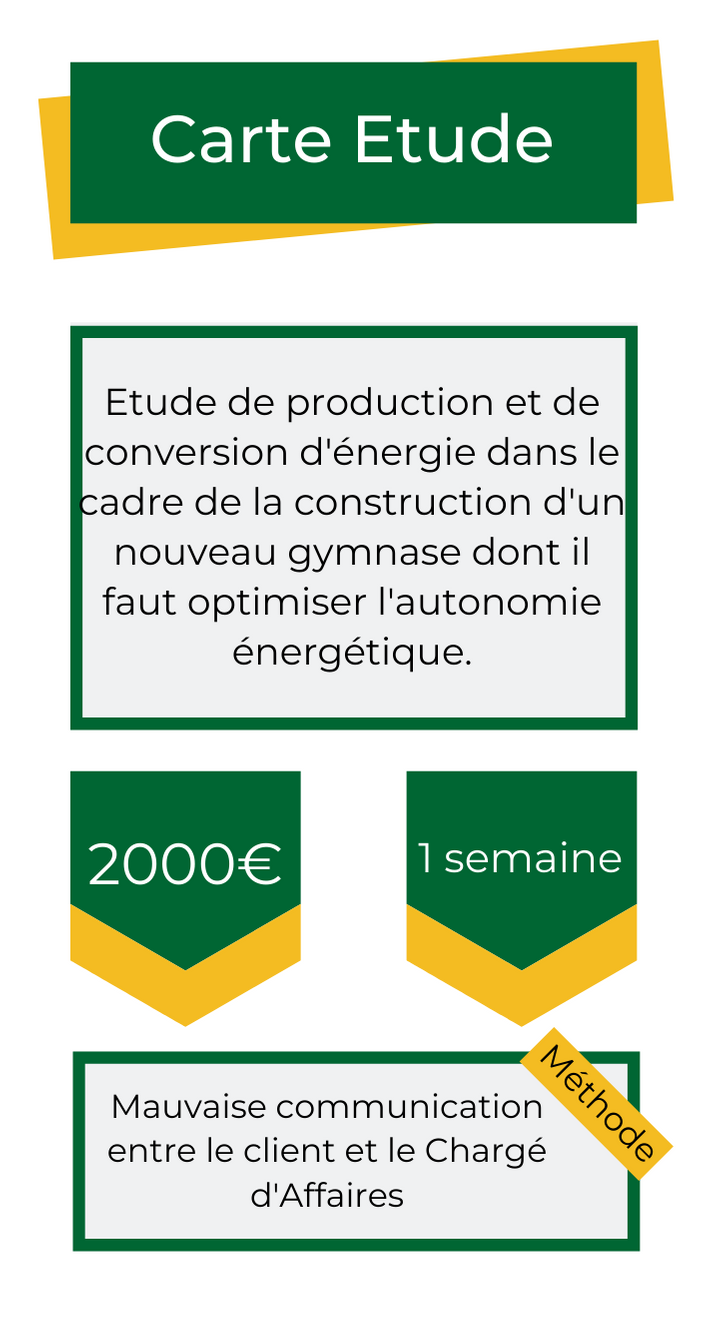 Carte Etude
Etude de production et de
conversion d'énergie dans le
cadre de la construction d'un
nouveau gymnase dont il
faut optimiser l'autonomie
énergétique.
2000€
1 semaine
Méthode
Mauvaise communication
entre le client et le Chargé
d'Affaires